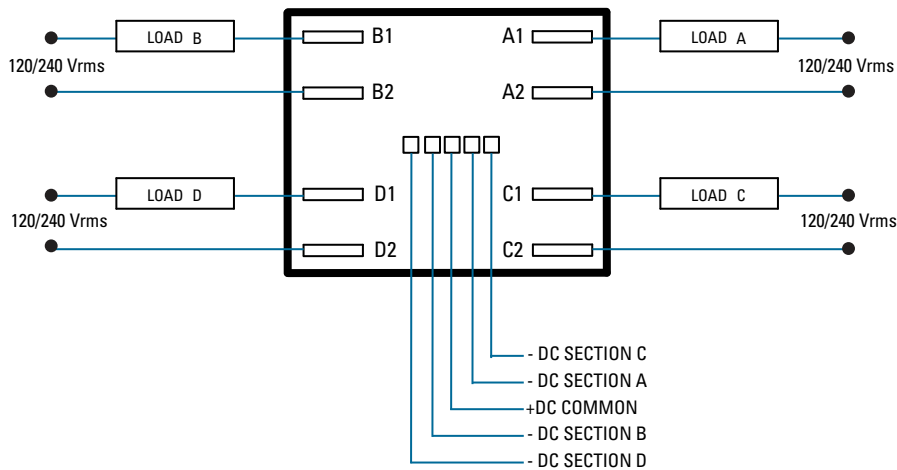 LOAD B
B1
A1
LOAD A
120/240 Vrms
120/240 Vrms
B2
A2
LOAD D
D1
C1
LOAD C
120/240 Vrms
120/240 Vrms
D2
C2
- DC SECTION C
- DC SECTION A
+DC COMMON
- DC SECTION B
- DC SECTION D